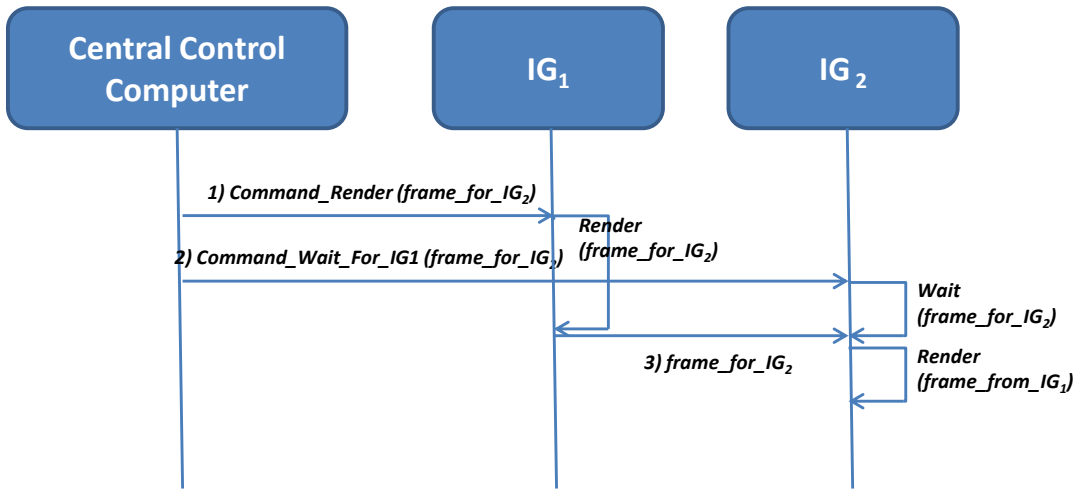 Central Control
Computer
IG₁
IG ₂
1) Command_Render (frame_for_IG₂)
Render
(frame_for_IG₂)
2) Command_Wait_For_IG1 (frame_for_IG₂)
Wait
(frame_for_IG₂)
3) frame_for_IG₂
Render
(frame_from_IG₁)